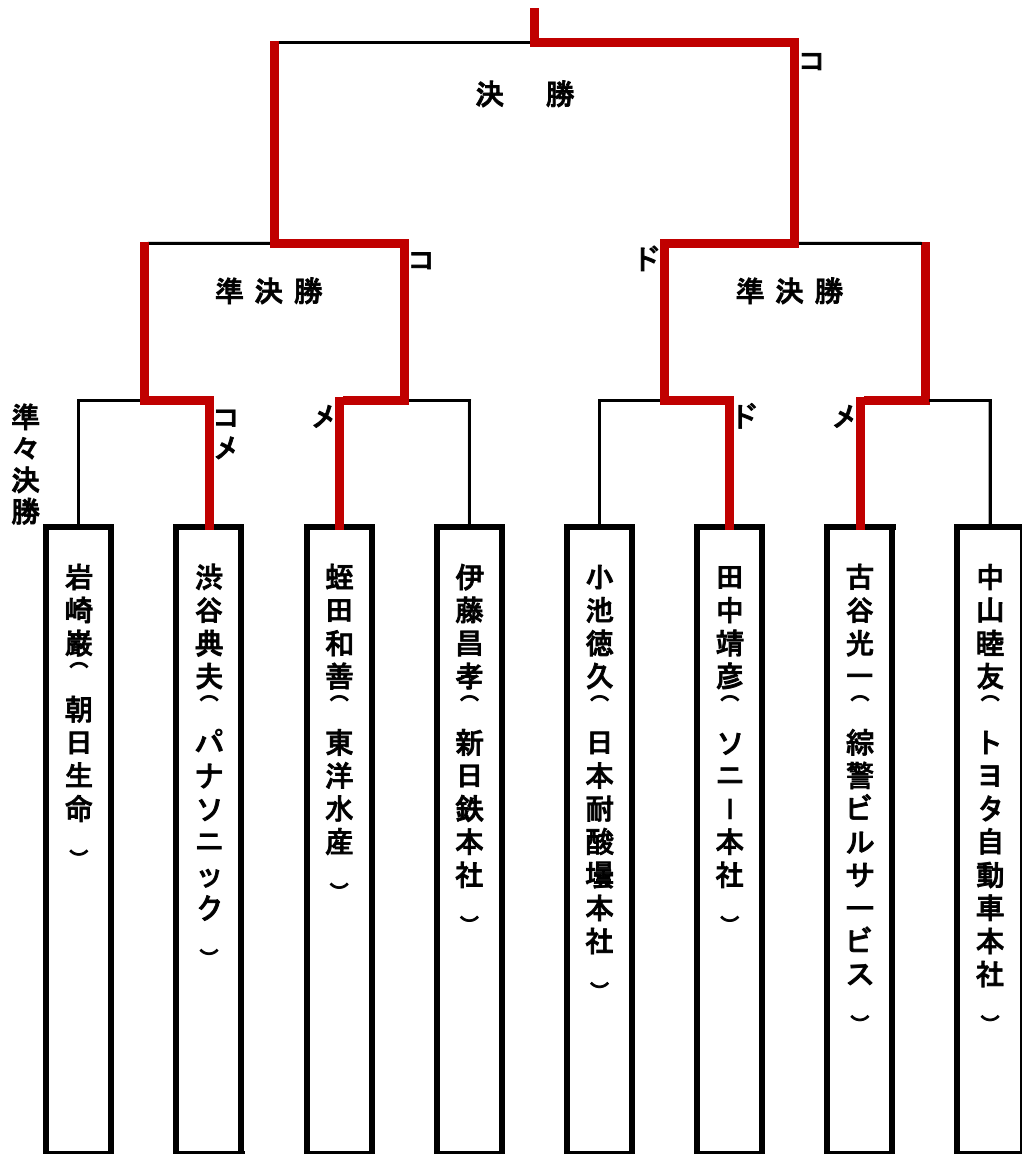 コ
決　勝
コ
ド
準決勝
準決勝
準々決勝
コメ
メ
ド
メ
岩崎巌（朝日生命）
渋谷典夫（パナソニック）
蛭田和善（東洋水産）
伊藤昌孝（新日鉄本社）
小池徳久（日本耐酸壜本社）
田中靖彦（ソニー本社）
古谷光一（綜警ビルサービス）
中山睦友（トヨタ自動車本社）